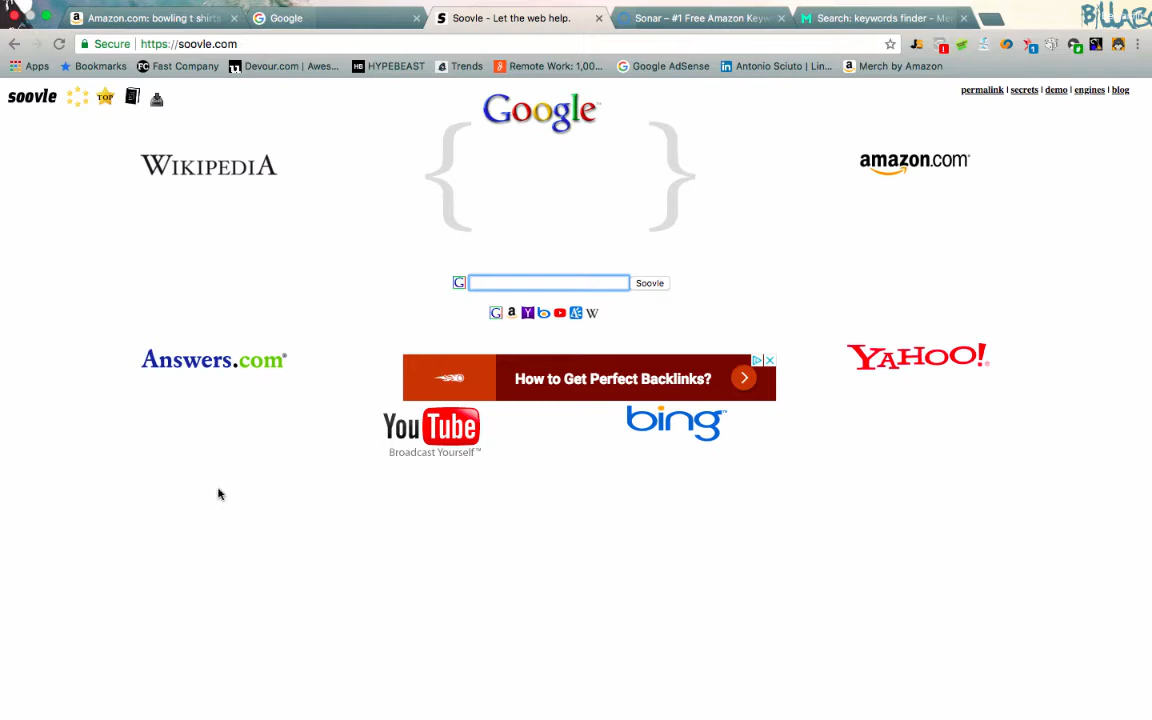 Amazon.com: bowling t shirts
Google
Soovle - Let the web help.
Sonar – #1 Free Amazon Keyw
Search: keywords finder - Me
Secure | https://soovle.com
Apps
Bookmarks
Fast Company
Devour.com | Awes...
HYPEBEAST
Trends
Remote Work: 1,00...
Google AdSense
Antonio Sciuto | Lin...
Merch by Amazon
soovle
TOP
permalink | secrets | demo | engines | blog
Google
WIKIPEDIA
amazon.com
Soovle
Answers.com
How to Get Perfect Backlinks?
YAHOO!
YouTube
Broadcast Yourself™
bing